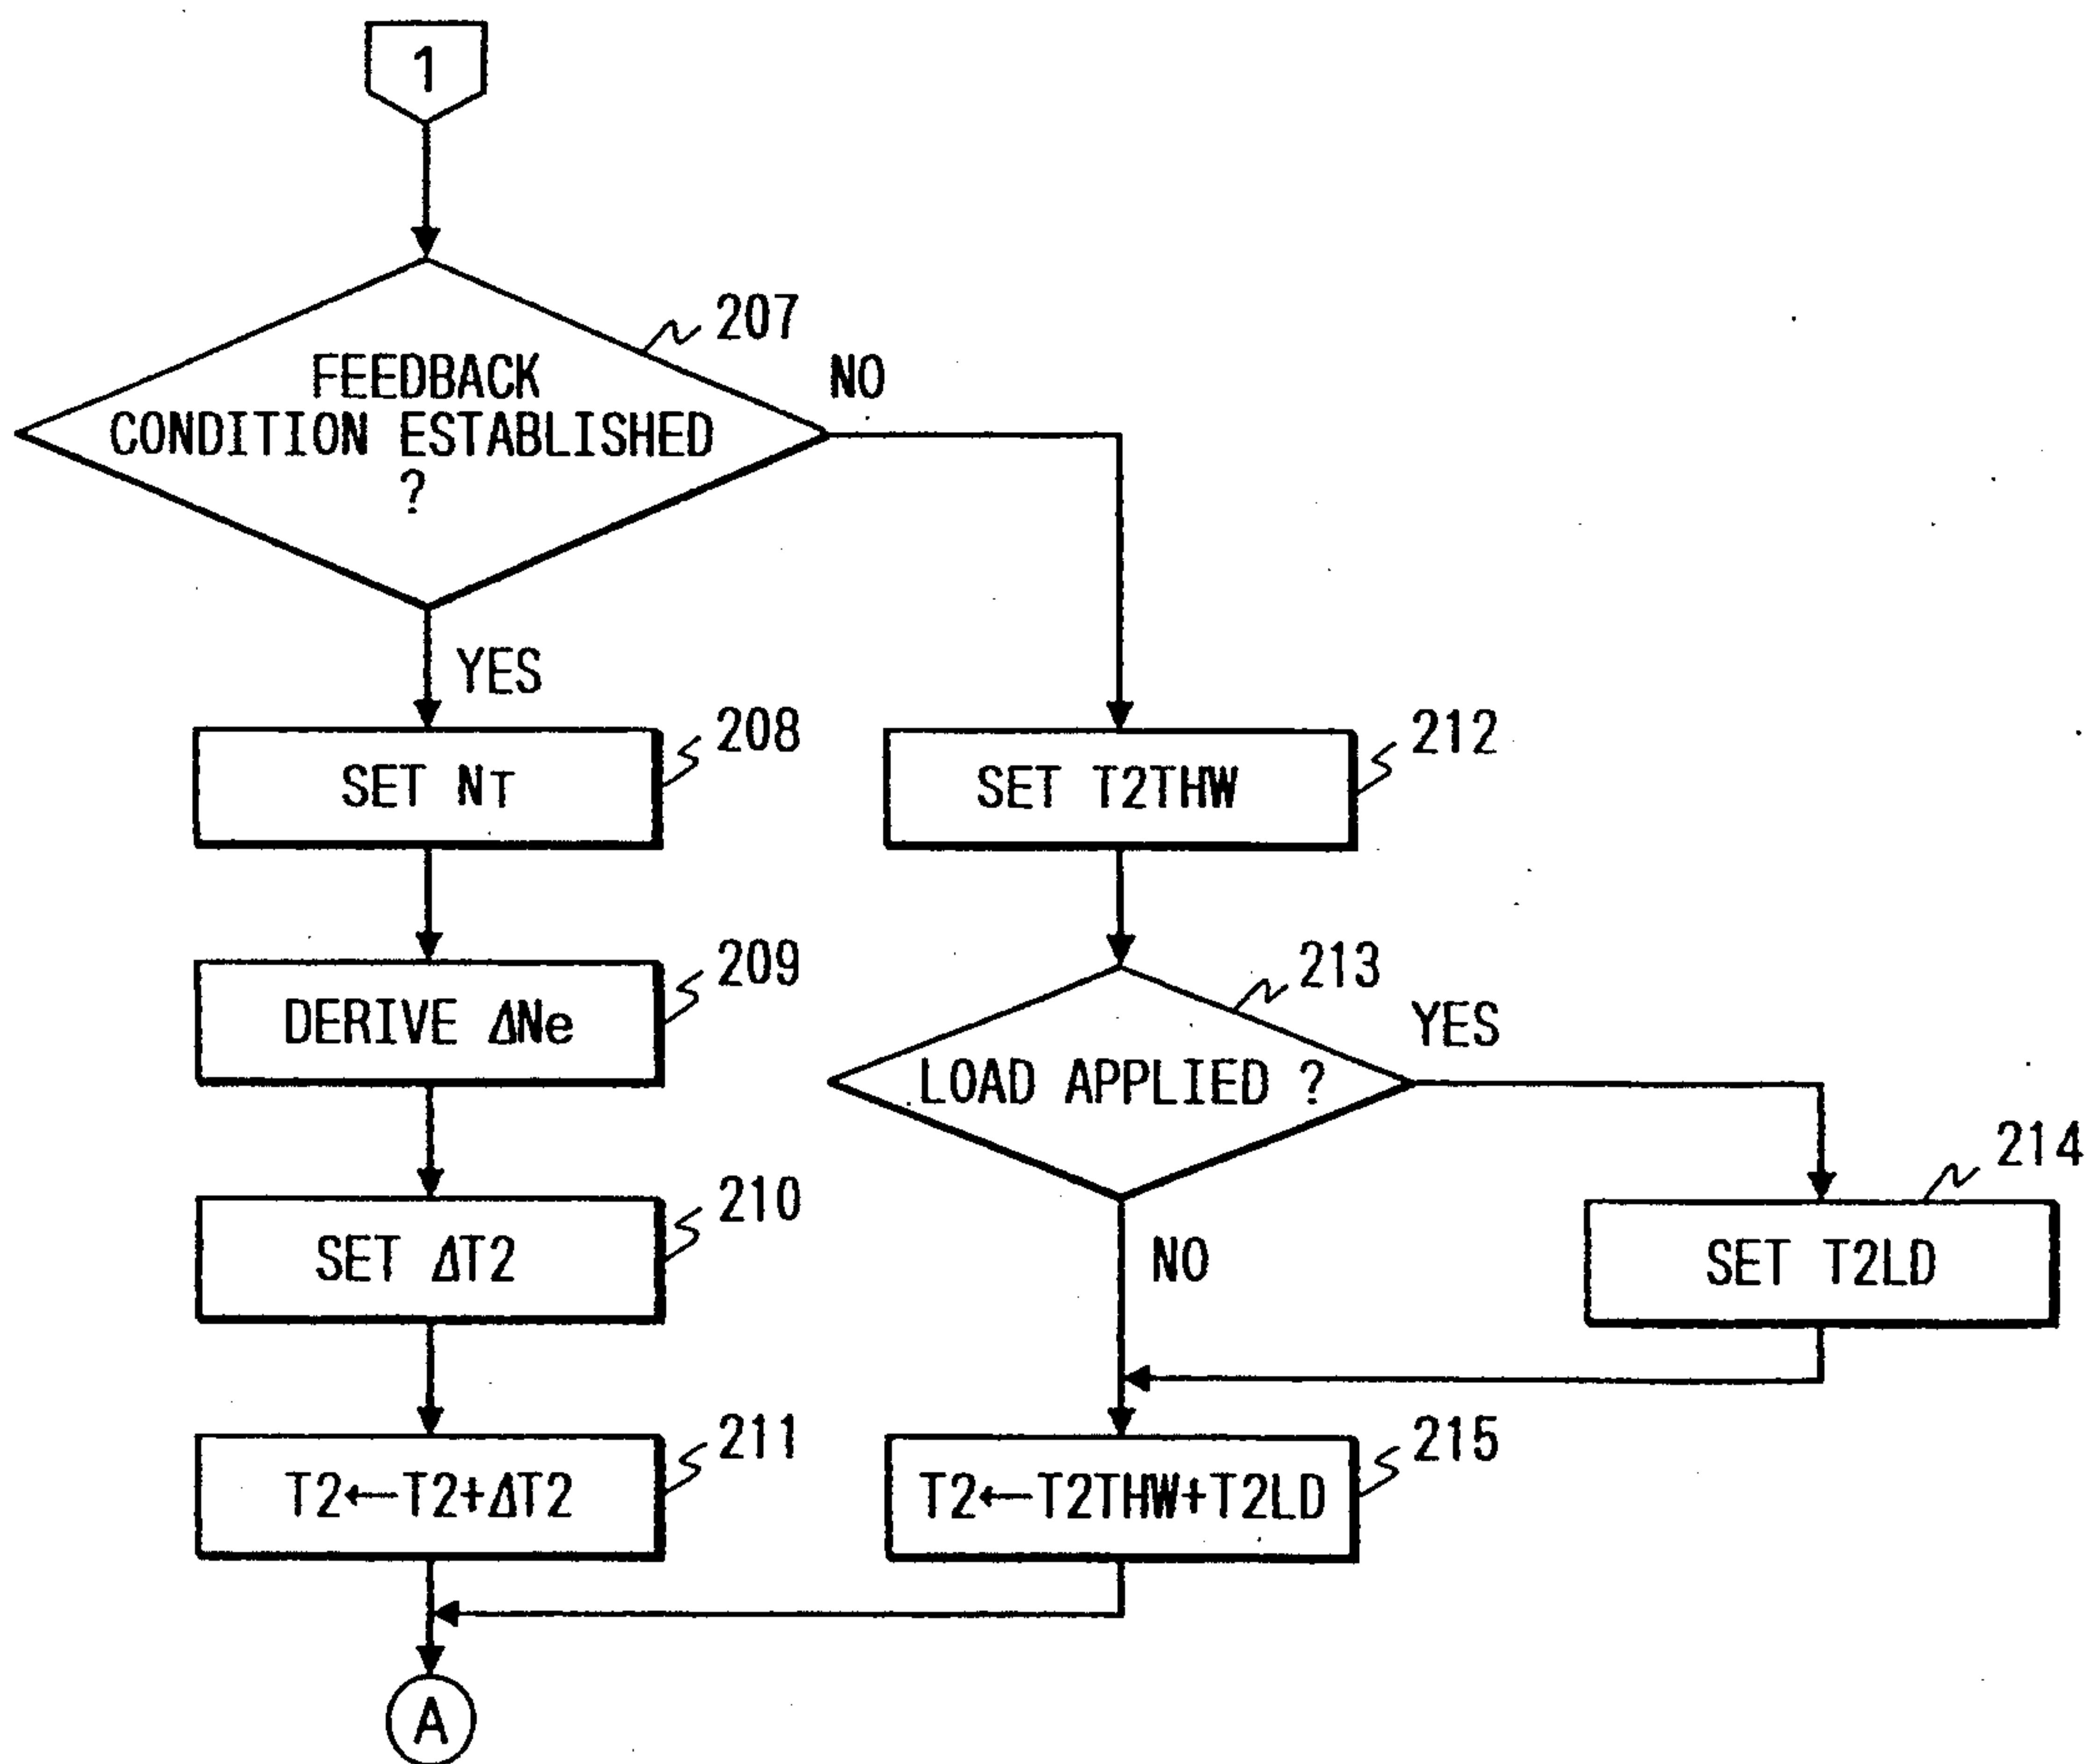 1
207
FEEDBACK
CONDITION ESTABLISHED
?
NO
YES
208
SET NT
212
SET T2THW
209
DERIVE ΔNe
213
LOAD APPLIED ?
YES
214
SET T2LD
210
SET ΔT2
NO
211
T2←T2+ΔT2
215
T2←T2THW+T2LD
A